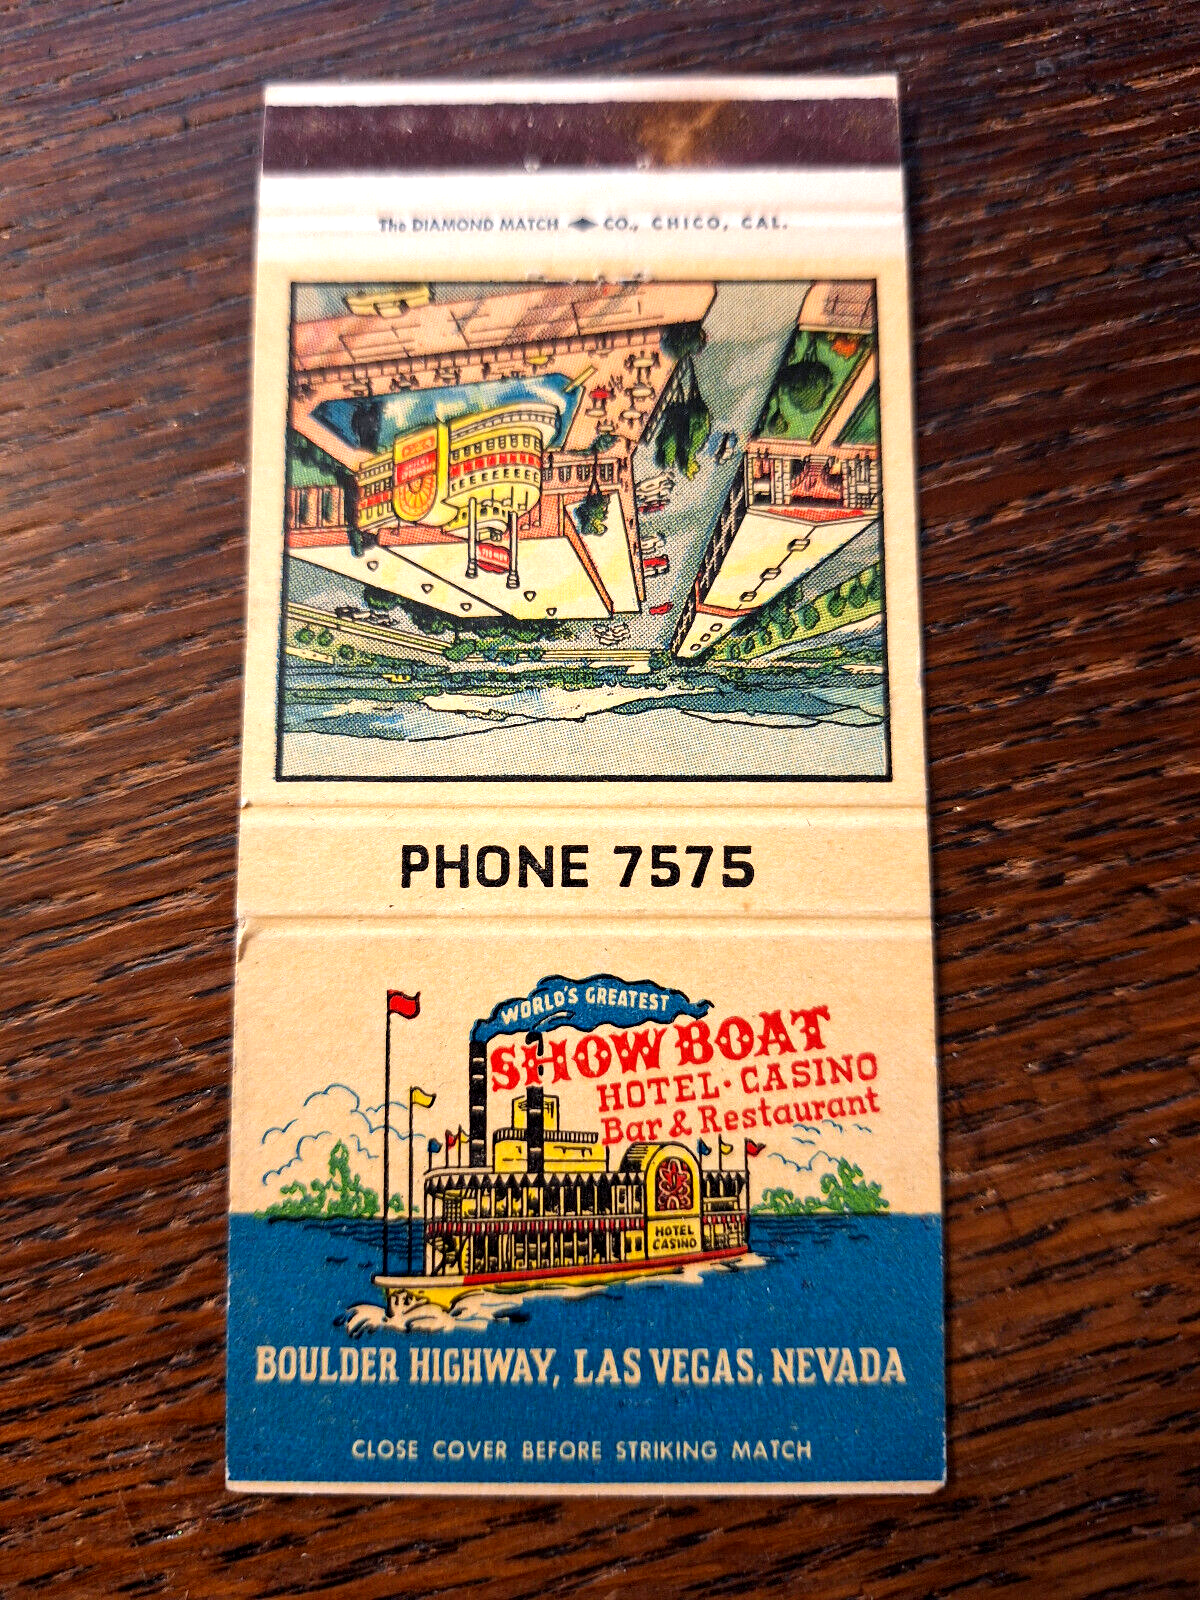 The DIAMOND MATCH CO., CHICO, CAL.
PHONE 7575
WORLD'S GREATEST
SHOWBOAT
HOTEL · CASINO
Bar & Restaurant
HOTEL
CASINO
BOULDER HIGHWAY, LAS VEGAS, NEVADA
CLOSE COVER BEFORE STRIKING MATCH